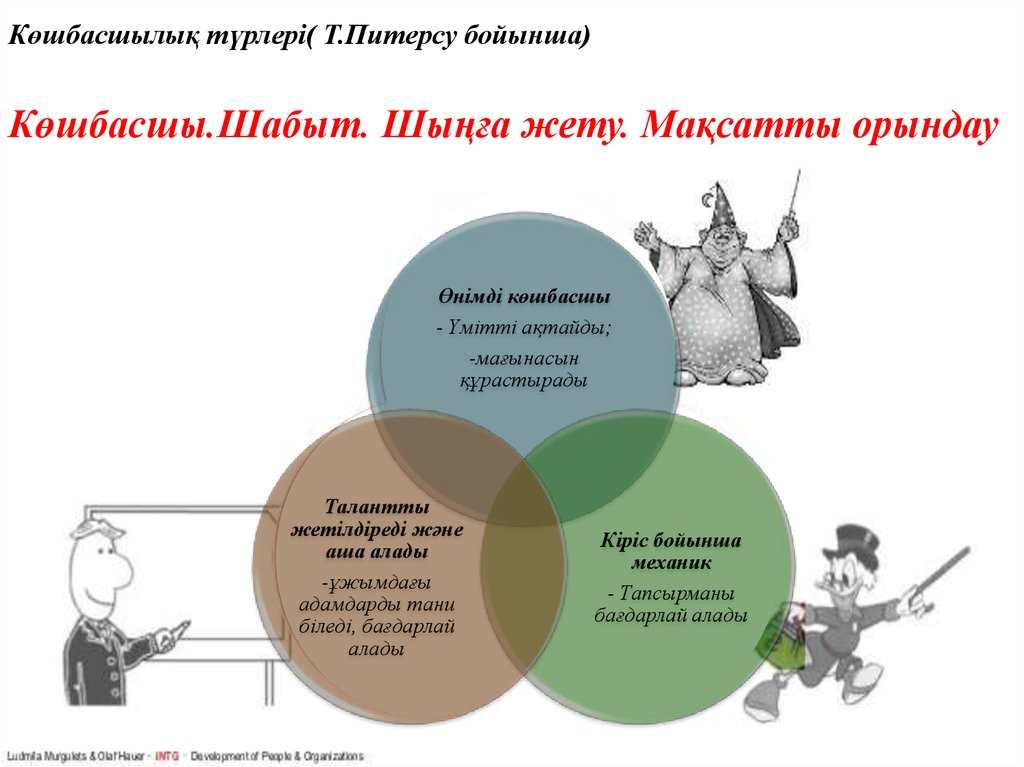 Көшбасшылық түрлері( Т.Питерсу бойынша)
Көшбасшы.Шабыт. Шыңға жету. Мақсатты орындау
Өнімді көшбасшы
- Үмітті ақтайды;
-мағынасын
құрастырады
Талантты
жетілдіреді және
аша алады
-ұжымдағы
адамдарды тани
біледі, бағдарлай
алады
Кіріс бойынша
механик
- Тапсырманы
бағдарлай алады
Ludmila Murgulets & Olaf Hauer - INTG - Development of People & Organizations